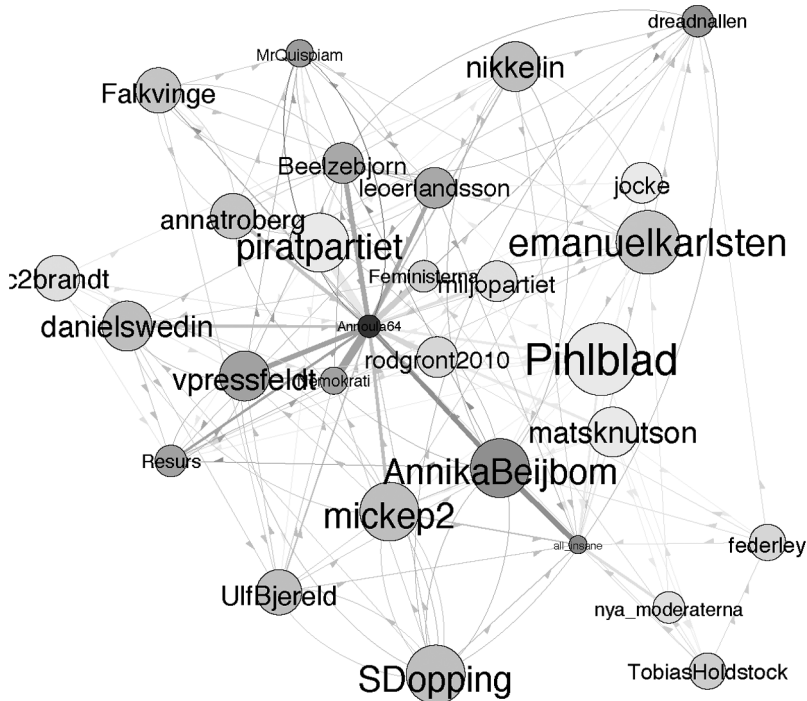 dreadnallen
MrQuispiam
nikkelin
Falkvinge
Beelzebjorn
leoerlandsson
jocke
annatroberg
piratpartiet
emanuelkarlsten
c2brandt
Feministerna
miljopartiet
danielswedin
Annoula64
rodgront2010
Pihlblad
vpressfeldt
Nemokrati
matsknutson
Resurs
AnnikaBeijbom
mickep2
all_insane
federley
UlfBjereld
nya_moderaterna
SDopping
TobiasHoldstock